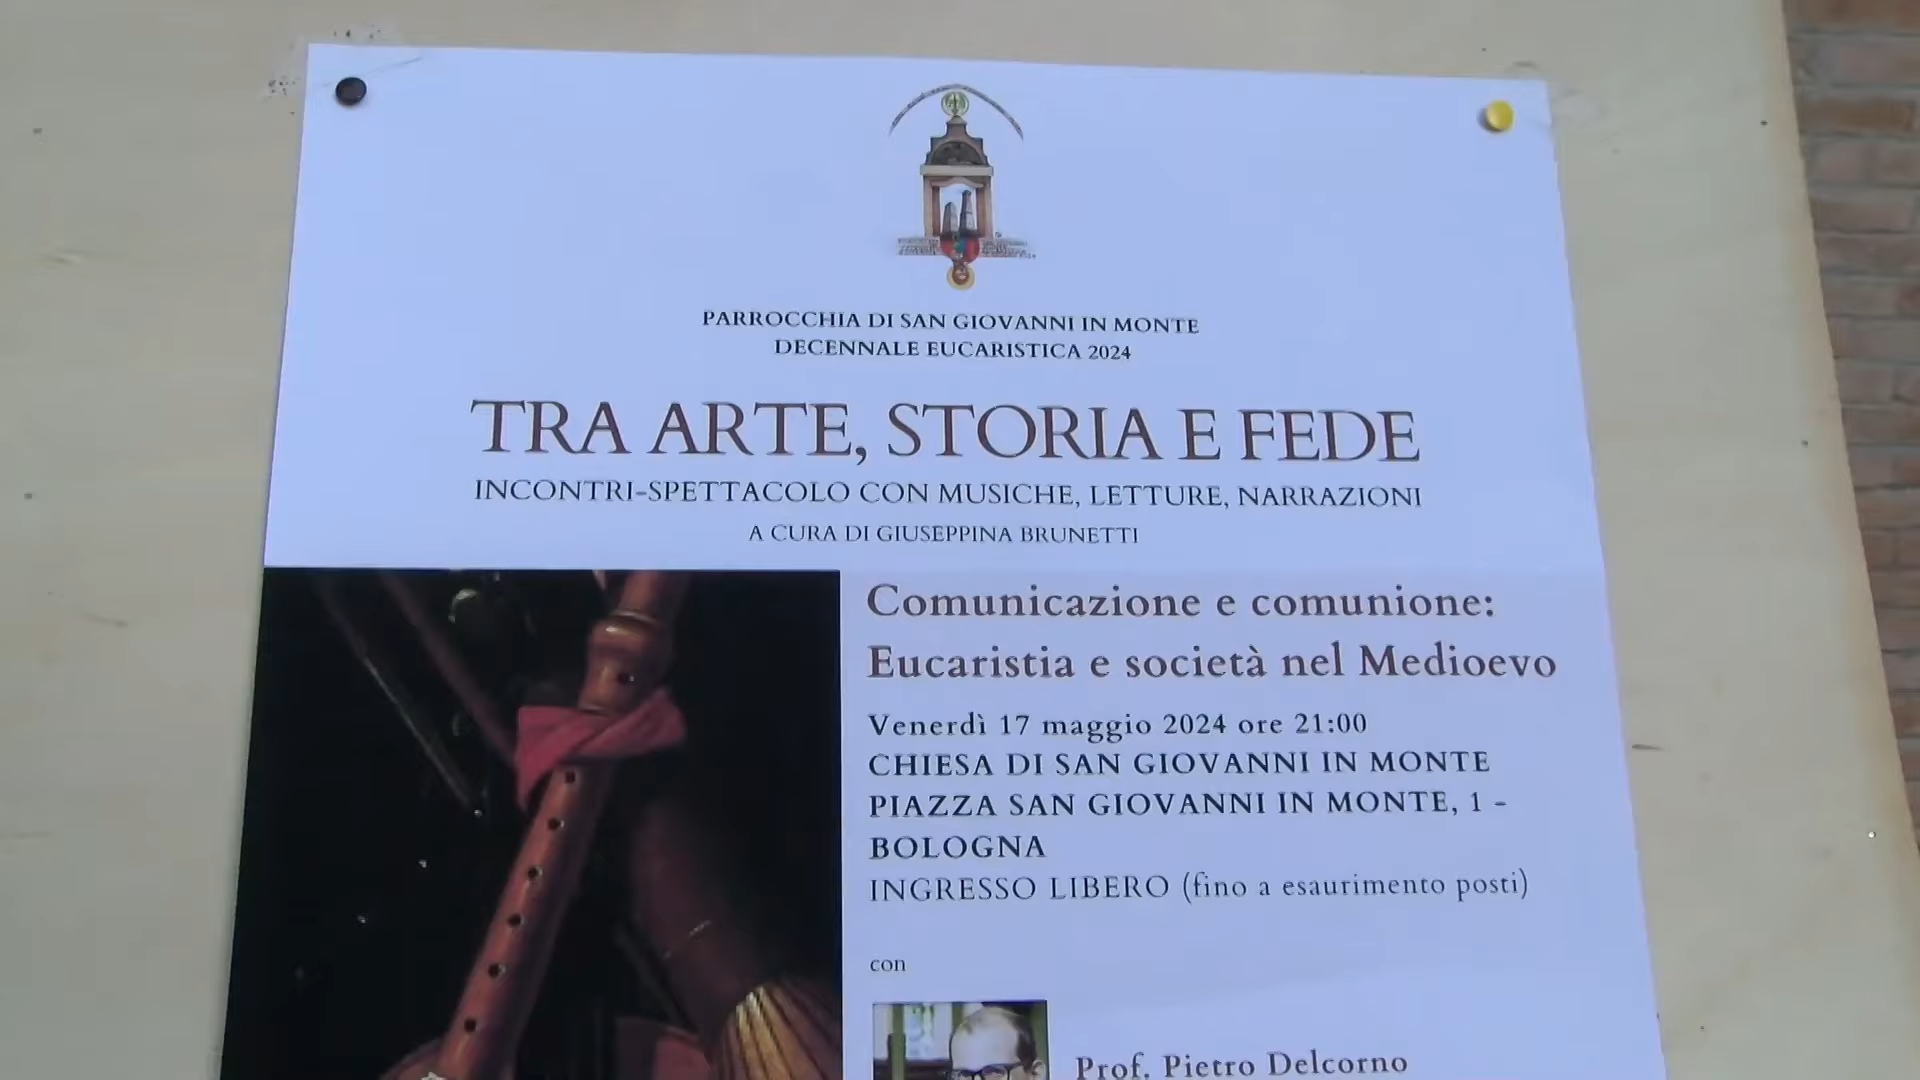 PARROCCHIA DI SAN GIOVANNI IN MONTE
DECENNALE EUCARISTICA 2024
TRA ARTE, STORIA E FEDE
INCONTRI-SPETTACOLO CON MUSICHE, LETTURE, NARRAZIONI
A CURA DI GIUSEPPINA BRUNETTI
Comunicazione e comunione:
Eucaristia e società nel Medioevo
Venerdì 17 maggio 2024 ore 21:00
CHIESA DI SAN GIOVANNI IN MONTE
PIAZZA SAN GIOVANNI IN MONTE, 1 -
BOLOGNA
INGRESSO LIBERO (fino a esaurimento posti)
con
Prof. Pietro Delcorno